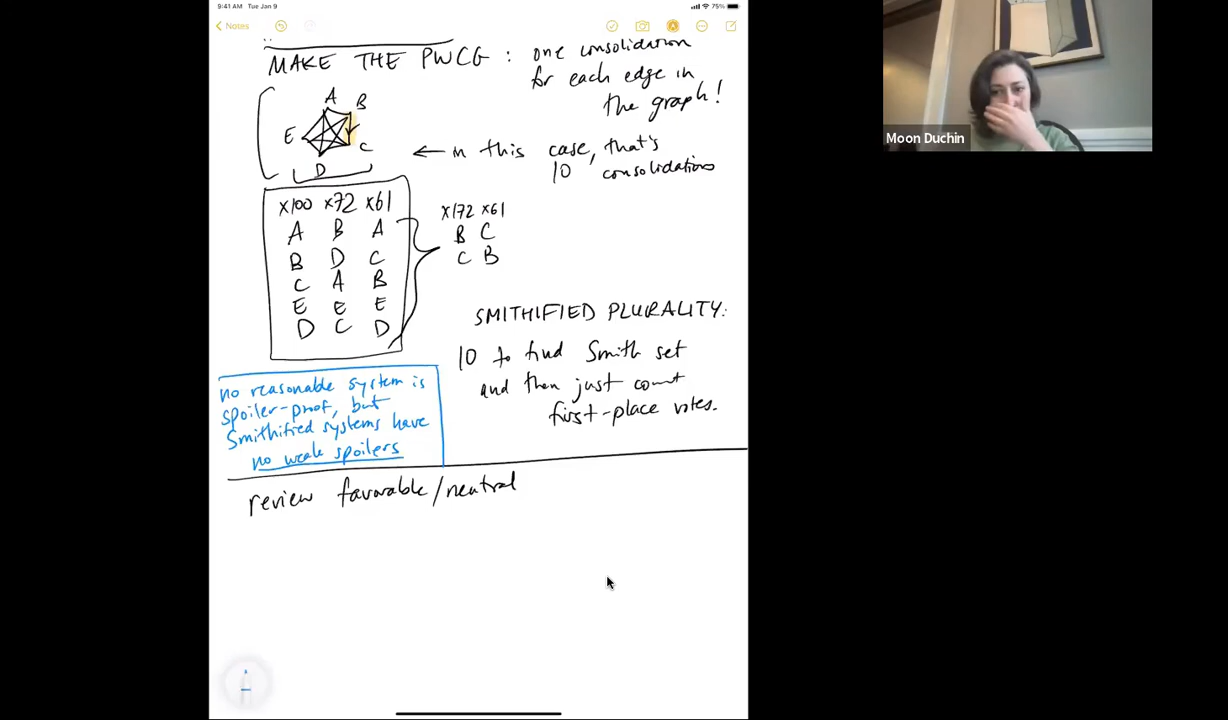 9:41 AM Tue Jan 9
75%
Notes
MAKE THE PWCG : one consolidation
for each edge in
the graph!
A
B
E
C
D
← in this case, that's
10 consolidations
x100 x72 x61
A B A
B D C
C A B
E E E
D C D
x172 x61
B C
C B
SMITHIFIED PLURALITY:
10 to find Smith set
and then just count
first-place votes.
no reasonable system is
spoiler-proof, but
Smithified systems have
no weak spoilers
review favorable/neutral
Moon Duchin